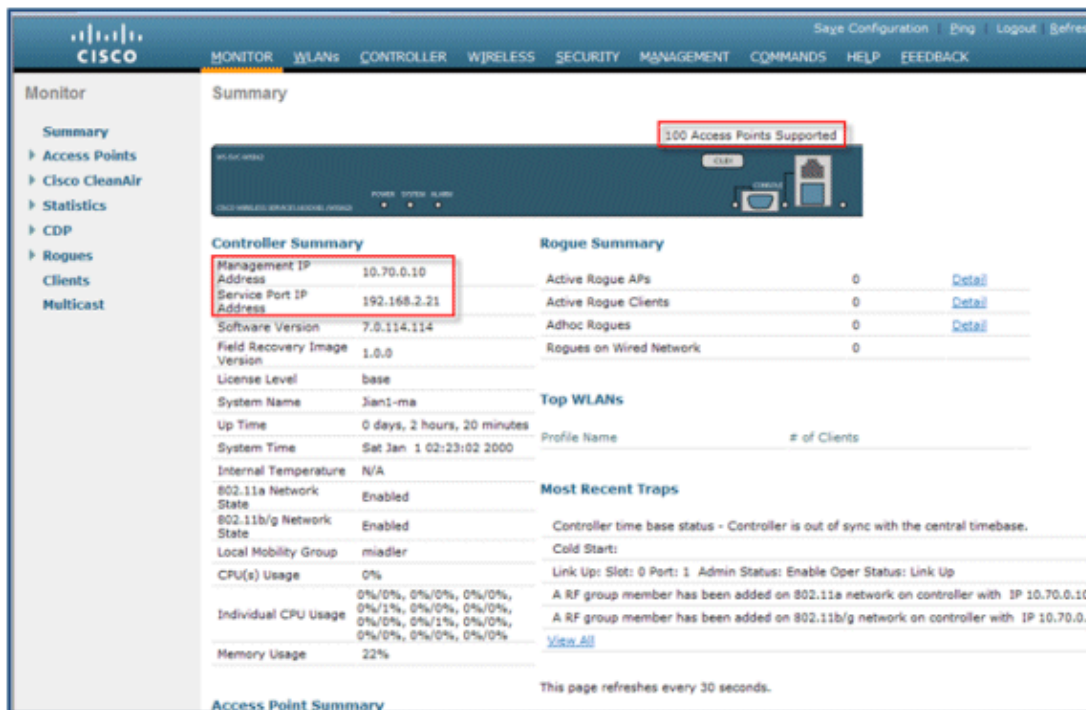 Save Configuration | Ping | Logout | Refres
CISCO
MONITOR WLANs CONTROLLER WIRELESS SECURITY MANAGEMENT COMMANDS HELP FEEDBACK
Monitor
Summary
Access Points
Cisco CleanAir
Statistics
CDP
Rogues
Clients
Multicast
Summary
100 Access Points Supported
POWER SYSTEM ALARM
CONSOLE
Controller Summary
Management IP Address 10.70.0.10
Service Port IP Address 192.168.2.21
Software Version 7.0.114.114
Field Recovery Image Version 1.0.0
License Level base
System Name Jian1-ma
Up Time 0 days, 2 hours, 20 minutes
System Time Sat Jan 1 02:23:02 2000
Internal Temperature N/A
802.11a Network State Enabled
802.11b/g Network State Enabled
Local Mobility Group miadler
CPU(s) Usage 0%
Individual CPU Usage
0%/0%, 0%/0%, 0%/0%,
0%/1%, 0%/0%, 0%/0%,
0%/0%, 0%/1%, 0%/0%,
0%/0%, 0%/0%, 0%/0%
Memory Usage 22%
Access Point Summary
Rogue Summary
Active Rogue APs 0 Detail
Active Rogue Clients 0 Detail
Adhoc Rogues 0 Detail
Rogues on Wired Network 0
Top WLANs
Profile Name # of Clients
Most Recent Traps
Controller time base status - Controller is out of sync with the central timebase.
Cold Start:
Link Up: Slot: 0 Port: 1 Admin Status: Enable Oper Status: Link Up
A RF group member has been added on 802.11a network on controller with IP 10.70.0.10
A RF group member has been added on 802.11b/g network on controller with IP 10.70.0.
View All
This page refreshes every 30 seconds.